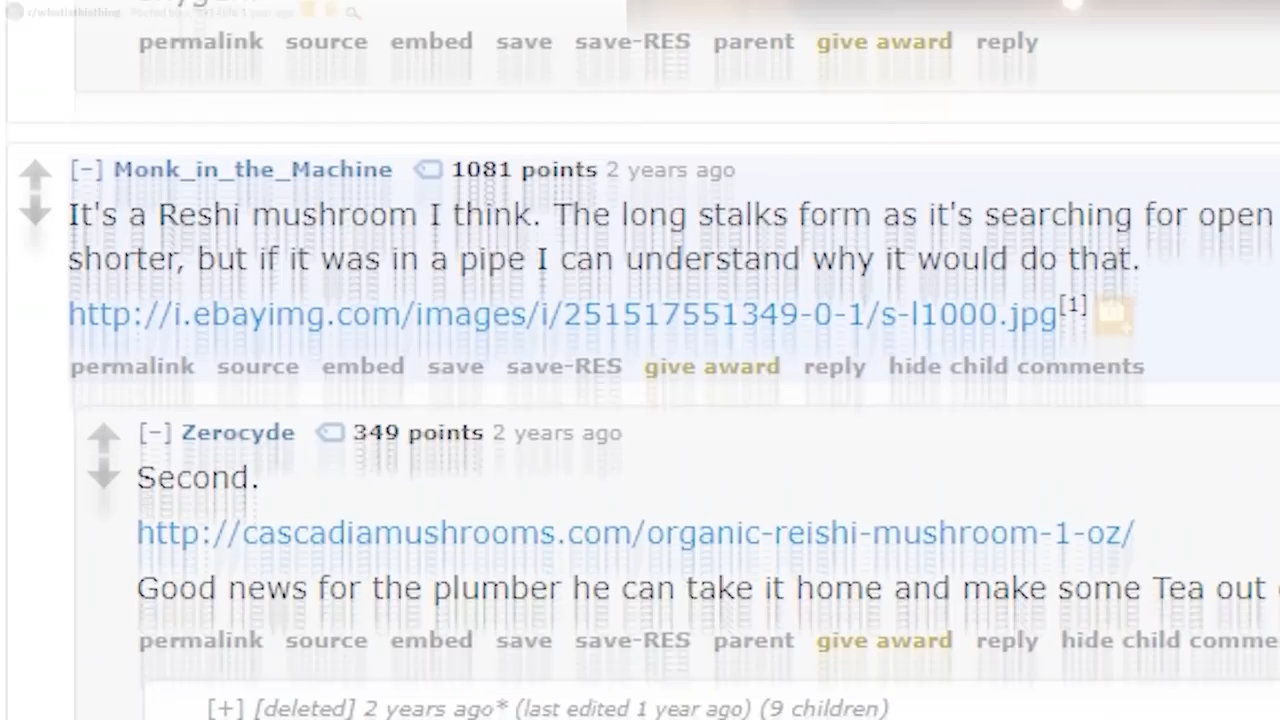 r/whatisthisthing
permalink source embed save save-RES parent give award reply
[−] Monk_in_the_Machine 1081 points 2 years ago
It's a Reshi mushroom I think. The long stalks form as it's searching for open
shorter, but if it was in a pipe I can understand why it would do that.
http://i.ebayimg.com/images/i/251517551349-0-1/s-l1000.jpg[1]
permalink source embed save save-RES give award reply hide child comments
[−] Zerocyde 349 points 2 years ago
Second.
http://cascadiamushrooms.com/organic-reishi-mushroom-1-oz/
Good news for the plumber he can take it home and make some Tea out
permalink source embed save save-RES parent give award reply hide child comme
[+] [deleted] 2 years ago* (last edited 1 year ago) (9 children)